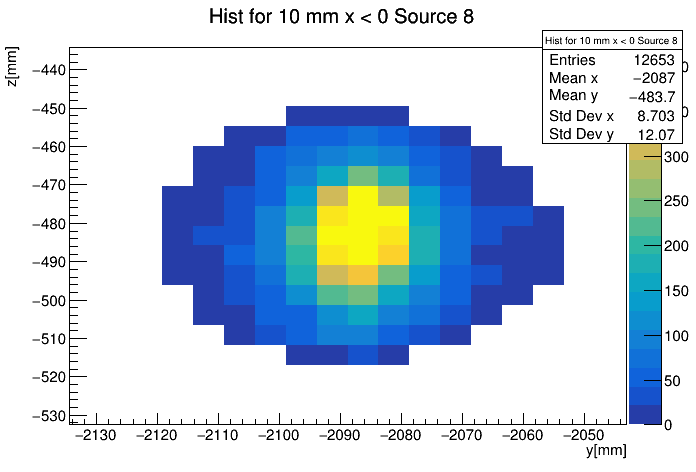 Hist for 10 mm x < 0 Source 8
Hist for 10 mm x < 0 Source 8
Entries 12653
Mean x −2087
Mean y −483.7
Std Dev x 8.703
Std Dev y 12.07
z[mm]
−440
−450
−460
−470
−480
−490
−500
−510
−520
−530
300
250
200
150
100
50
0
−2130 −2120 −2110 −2100 −2090 −2080 −2070 −2060 −2050
y[mm]